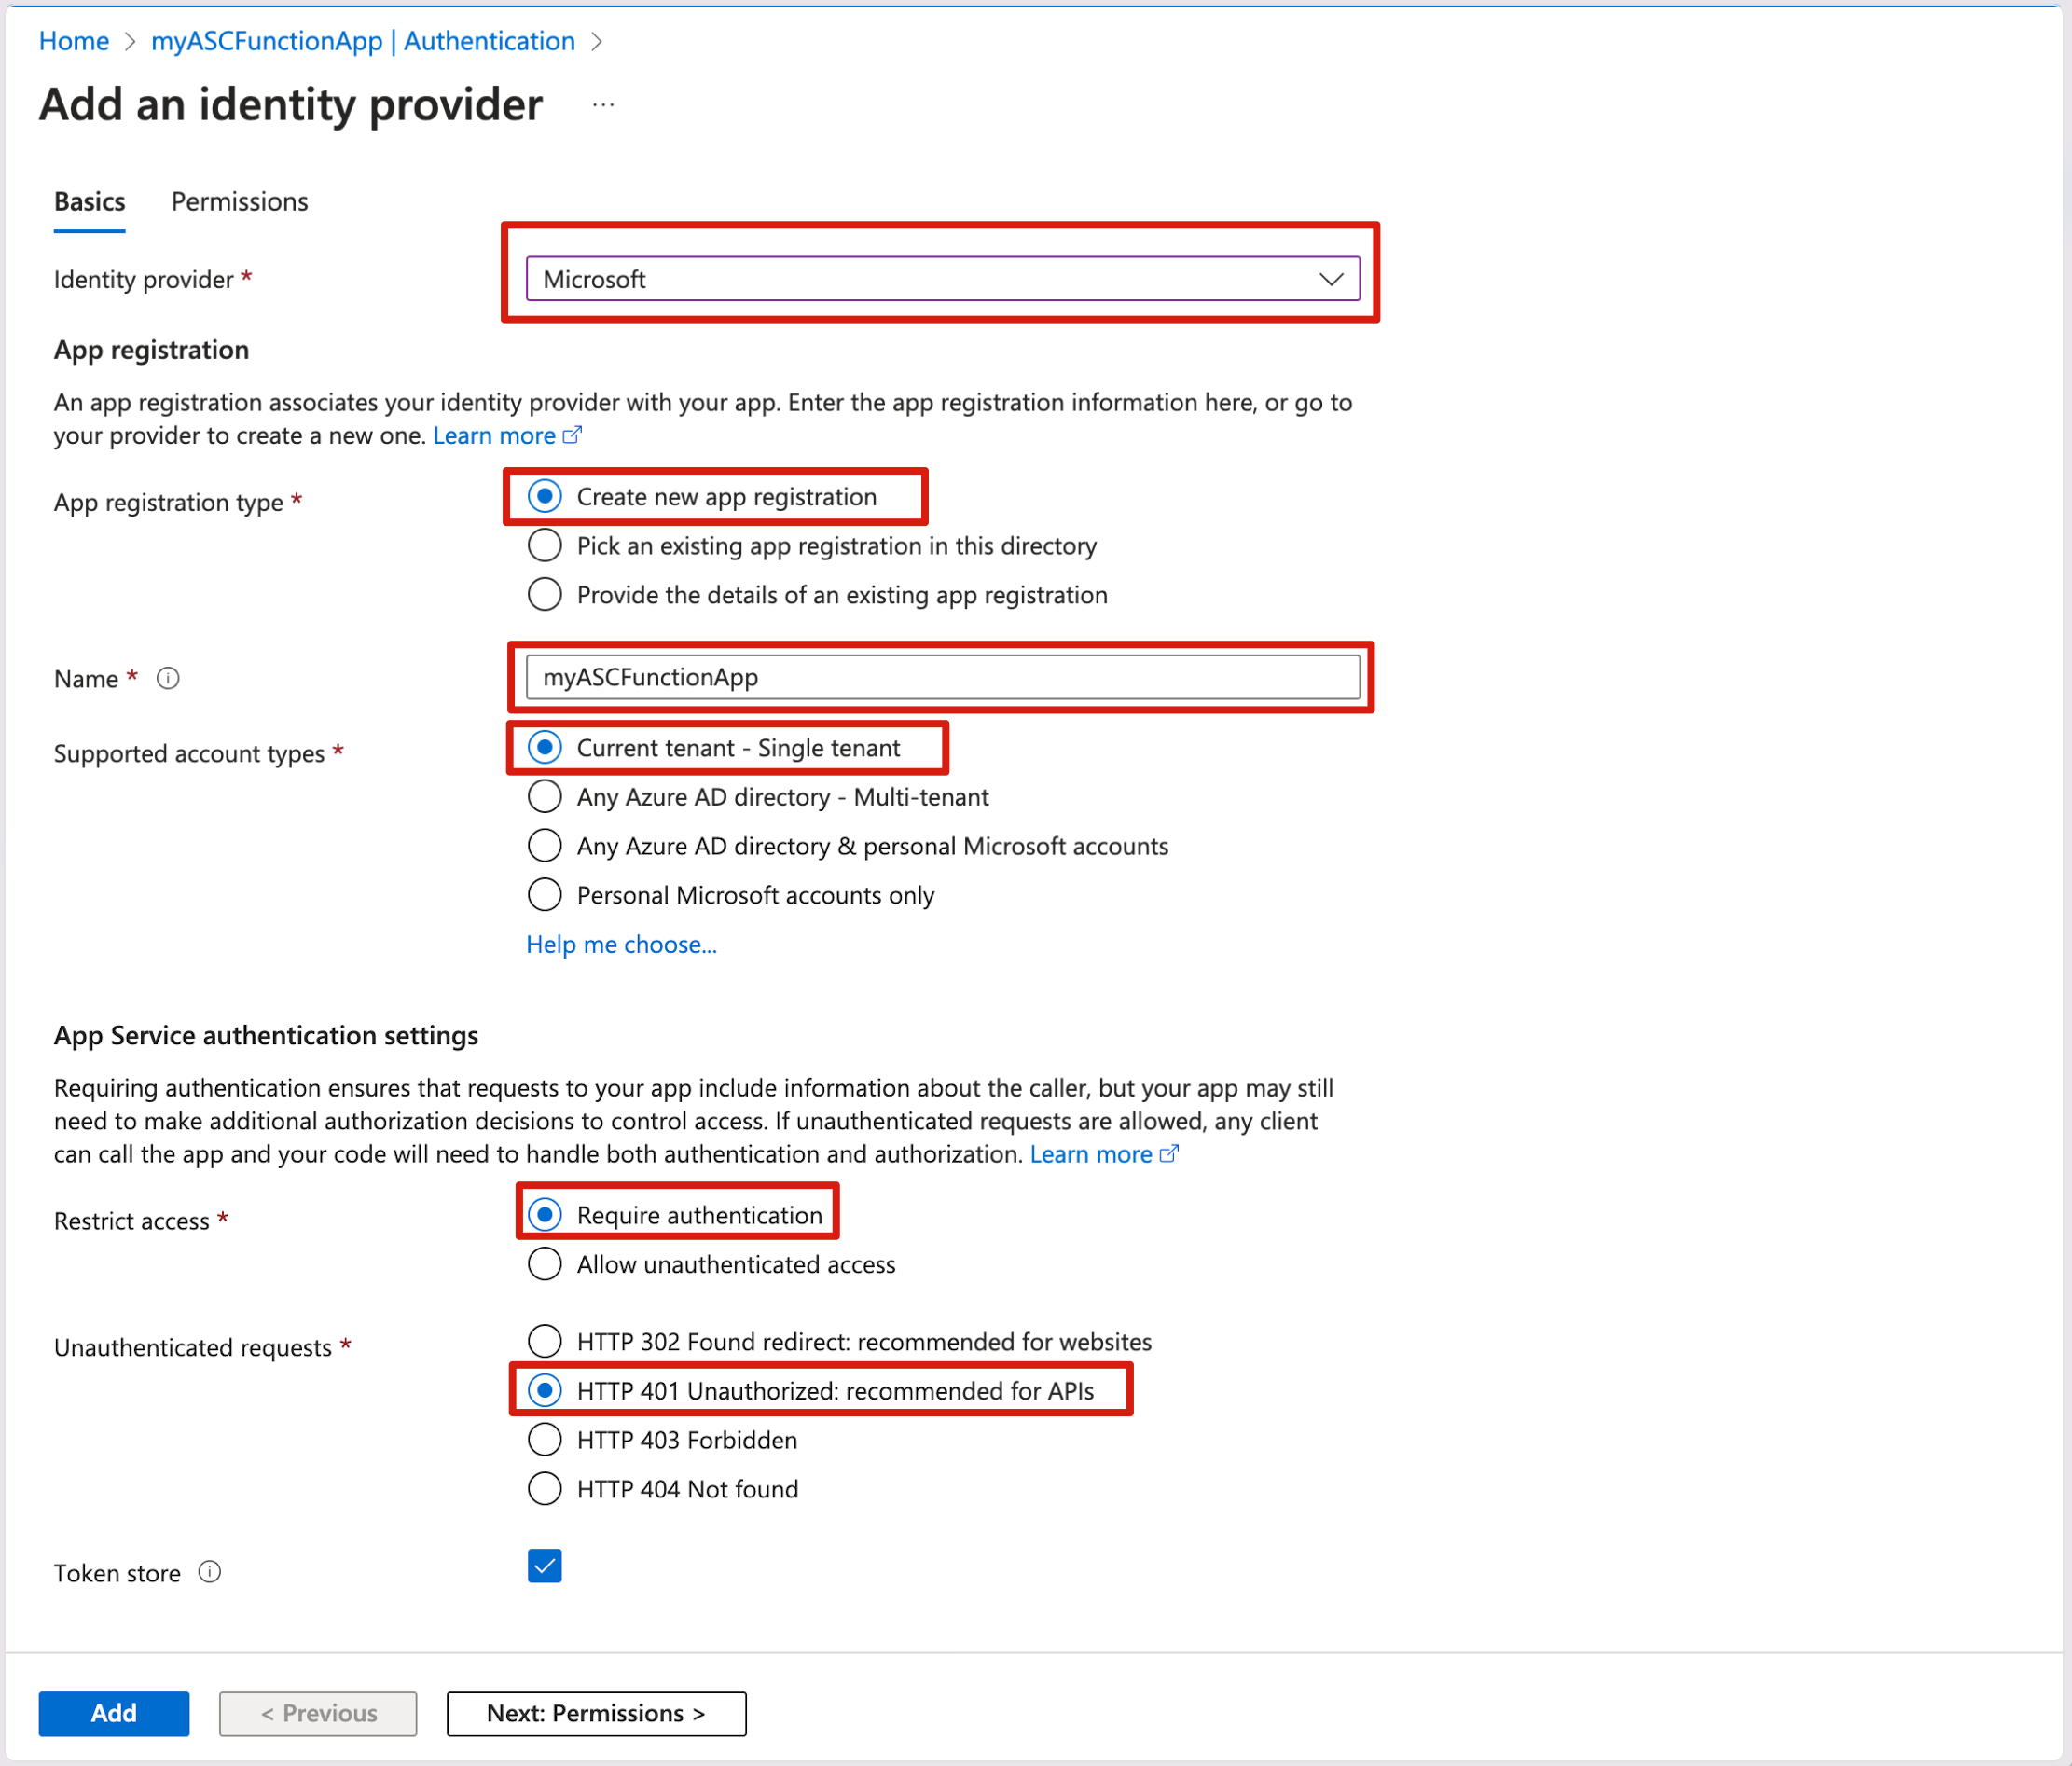 Home > myASCFunctionApp | Authentication >
Add an identity provider ...
Basics Permissions
Identity provider *
Microsoft
App registration
An app registration associates your identity provider with your app. Enter the app registration information here, or go to
your provider to create a new one. Learn more
App registration type *
Create new app registration
Pick an existing app registration in this directory
Provide the details of an existing app registration
Name *
myASCFunctionApp
Supported account types *
Current tenant - Single tenant
Any Azure AD directory - Multi-tenant
Any Azure AD directory & personal Microsoft accounts
Personal Microsoft accounts only
Help me choose...
App Service authentication settings
Requiring authentication ensures that requests to your app include information about the caller, but your app may still
need to make additional authorization decisions to control access. If unauthenticated requests are allowed, any client
can call the app and your code will need to handle both authentication and authorization. Learn more
Restrict access *
Require authentication
Allow unauthenticated access
Unauthenticated requests *
HTTP 302 Found redirect: recommended for websites
HTTP 401 Unauthorized: recommended for APIs
HTTP 403 Forbidden
HTTP 404 Not found
Token store
Add < Previous Next: Permissions >